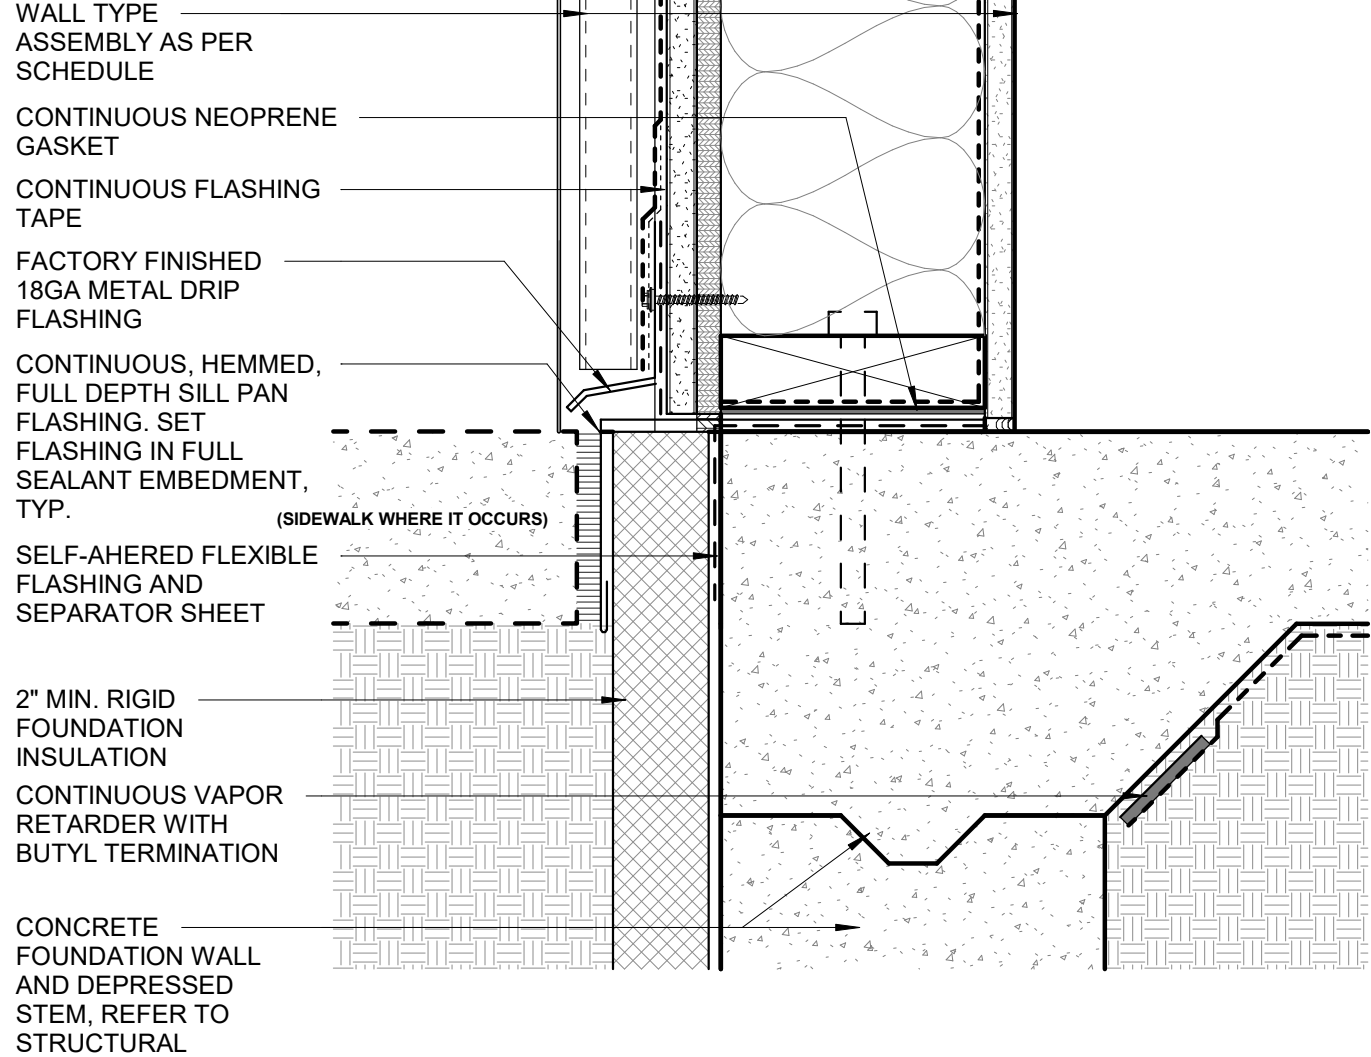 WALL TYPE
ASSEMBLY AS PER
SCHEDULE
CONTINUOUS NEOPRENE
GASKET
CONTINUOUS FLASHING
TAPE
FACTORY FINISHED
18GA METAL DRIP
FLASHING
CONTINUOUS, HEMMED,
FULL DEPTH SILL PAN
FLASHING. SET
FLASHING IN FULL
SEALANT EMBEDMENT,
TYP.
(SIDEWALK WHERE IT OCCURS)
SELF-AHERED FLEXIBLE
FLASHING AND
SEPARATOR SHEET
2" MIN. RIGID
FOUNDATION
INSULATION
CONTINUOUS VAPOR
RETARDER WITH
BUTYL TERMINATION
CONCRETE
FOUNDATION WALL
AND DEPRESSED
STEM, REFER TO
STRUCTURAL